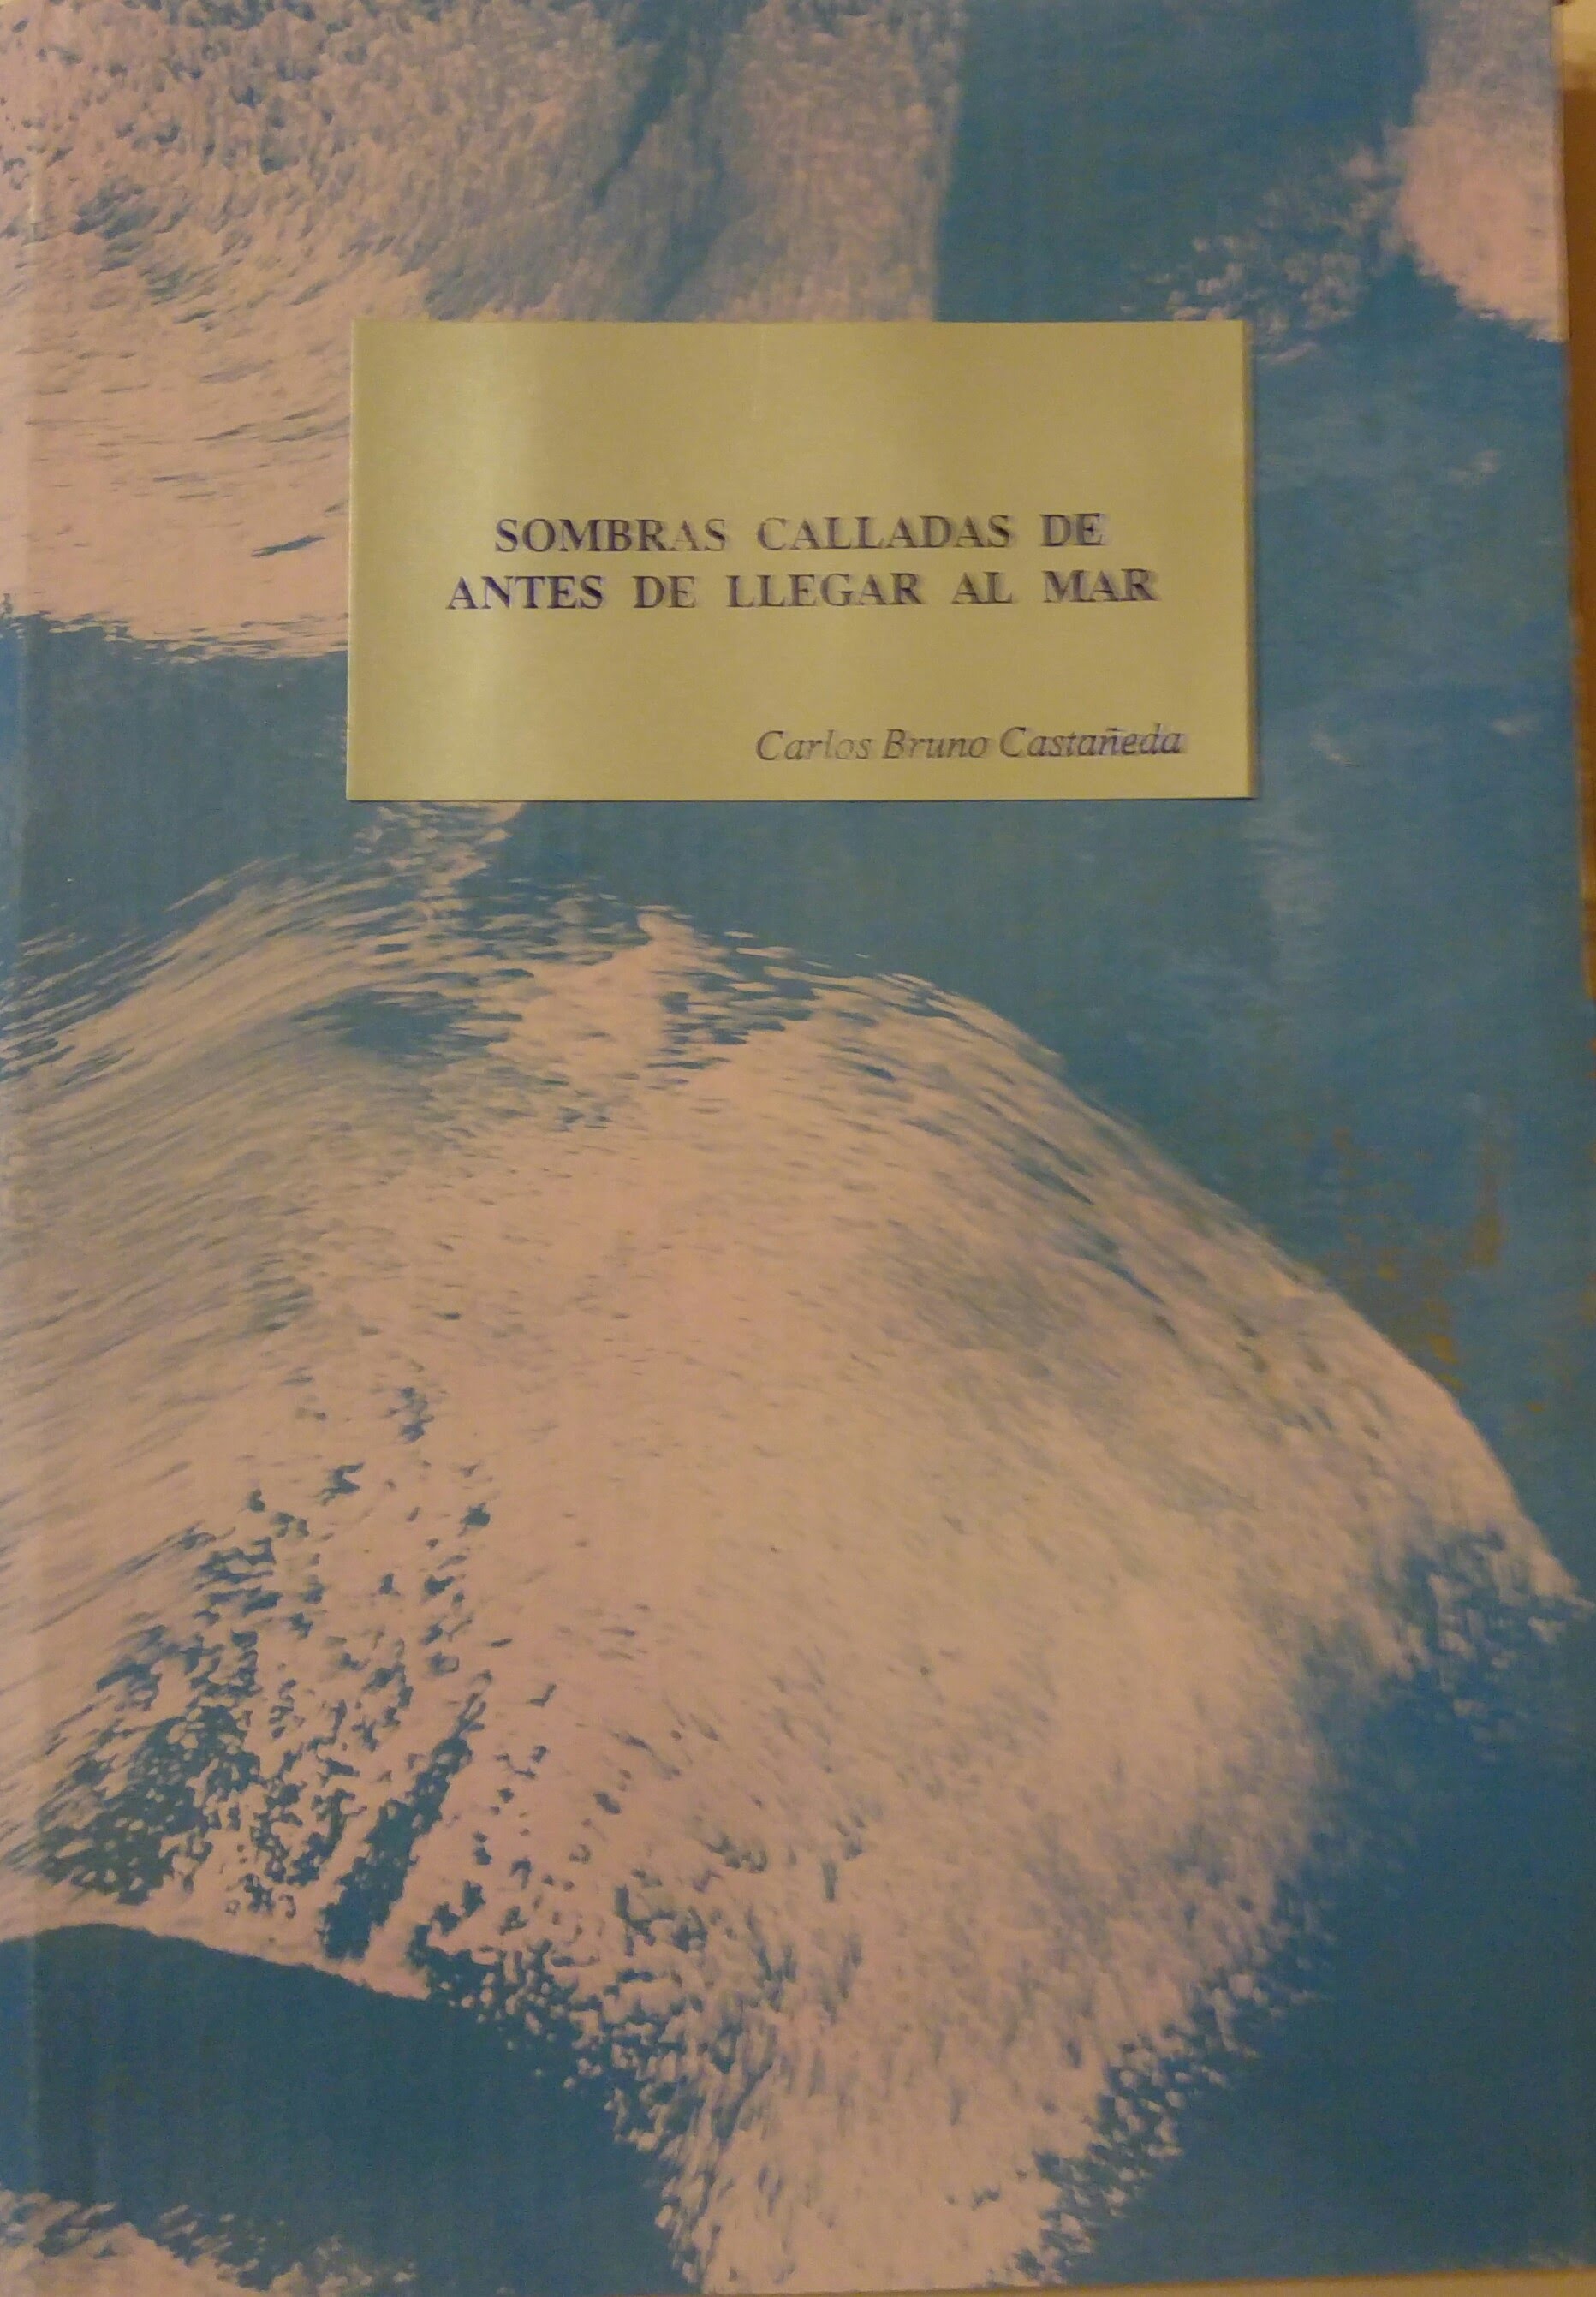 SOMBRAS CALLADAS DE
ANTES DE LLEGAR AL MAR
Carlos Bruno Castañeda